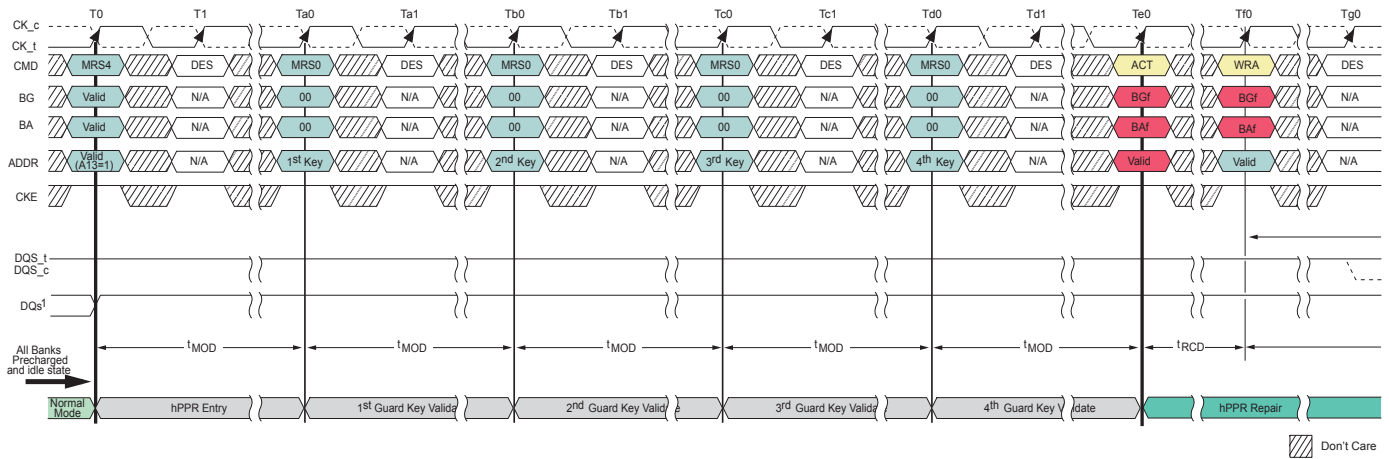 T0 T1 Ta0 Ta1 Tb0 Tb1 Tc0 Tc1 Td0 Td1 Te0 Tf0 Tg0
CK_c
CK_t
CMD MRS4 DES MRS0 DES MRS0 DES MRS0 DES MRS0 DES ACT WRA DES
BG Valid N/A 00 N/A 00 N/A 00 N/A 00 N/A BGf BGf N/A
BA Valid N/A 00 N/A 00 N/A 00 N/A 00 N/A BAf BAf N/A
ADDR Valid (A13=1) N/A 1st Key N/A 2nd Key N/A 3rd Key N/A 4th Key N/A Valid Valid N/A
CKE
DQS_t
DQS_c
DQs1
All Banks
Precharged
and idle state
tMOD tMOD tMOD tMOD tMOD tRCD
Normal Mode hPPR Entry 1st Guard Key Valida 2nd Guard Key Valid e 3rd Guard Key Valida 4th Guard Key V date hPPR Repair
Don't Care